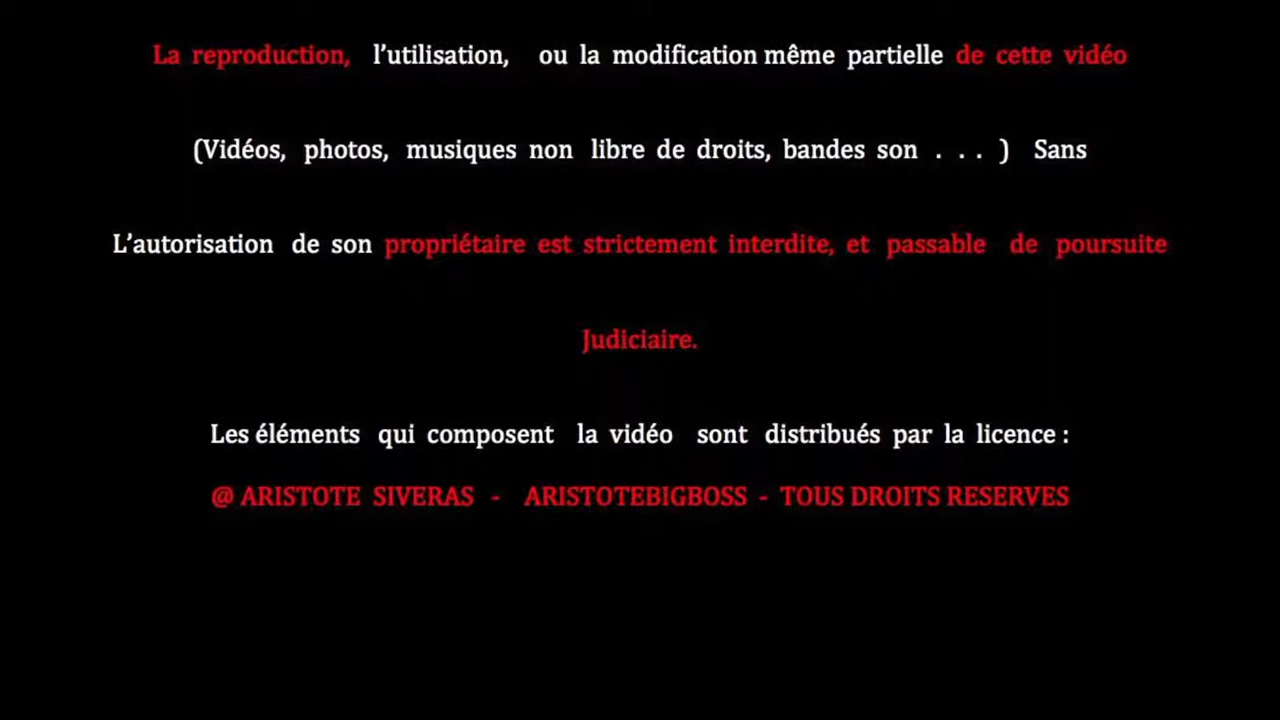 La reproduction, l’utilisation, ou la modification même partielle de cette vidéo
(Vidéos, photos, musiques non libre de droits, bandes son . . . ) Sans
L’autorisation de son propriétaire est strictement interdite, et passable de poursuite
Judiciaire.
Les éléments qui composent la vidéo sont distribués par la licence :
@ ARISTOTE SIVERAS - ARISTOTEBIGBOSS - TOUS DROITS RESERVES